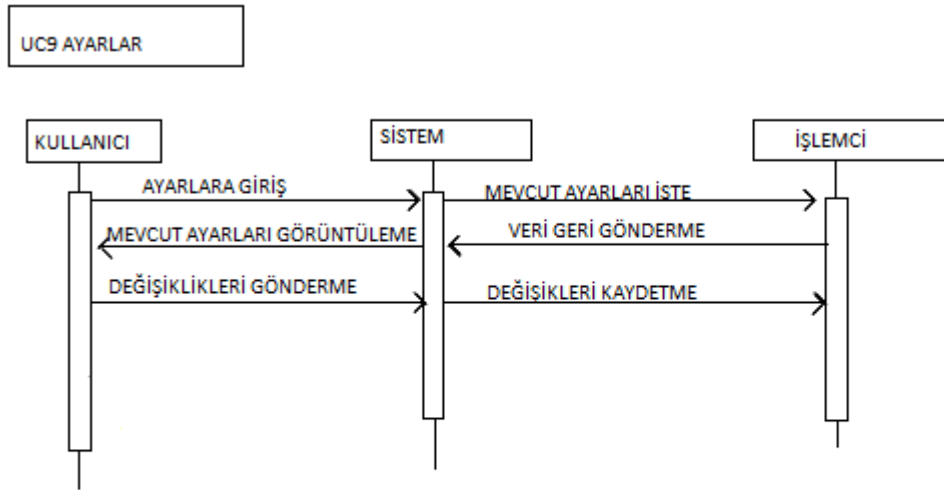 UC9 AYARLAR
KULLANICI
SİSTEM
İŞLEMCİ
AYARLARA GİRİŞ
MEVCUT AYARLARI İSTE
MEVCUT AYARLARI GÖRÜNTÜLEME
VERİ GERİ GÖNDERME
DEĞİŞİKLİKLERİ GÖNDERME
DEĞİŞİKLERİ KAYDETME